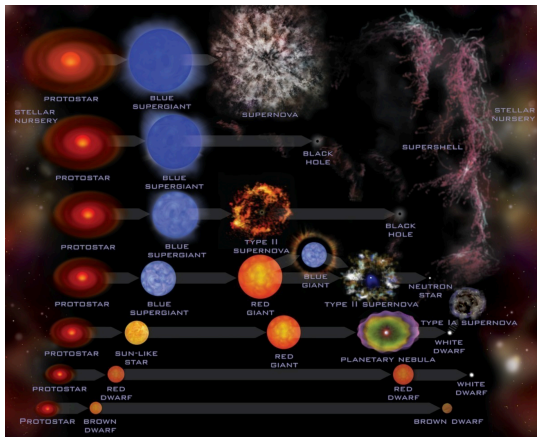 PROTOSTAR
BLUE
SUPERGIANT
SUPERNOVA
STELLAR
NURSERY
STELLAR
NURSERY
PROTOSTAR
BLUE
SUPERGIANT
BLACK
HOLE
SUPERSHELL
PROTOSTAR
BLUE
SUPERGIANT
TYPE II
SUPERNOVA
BLACK
HOLE
PROTOSTAR
BLUE
SUPERGIANT
RED
GIANT
BLUE
GIANT
TYPE II SUPERNOVA
NEUTRON
STAR
TYPE IA SUPERNOVA
PROTOSTAR
SUN-LIKE
STAR
RED
GIANT
PLANETARY NEBULA
WHITE
DWARF
PROTOSTAR
RED
DWARF
RED
DWARF
WHITE
DWARF
PROTOSTAR
BROWN
DWARF
BROWN DWARF